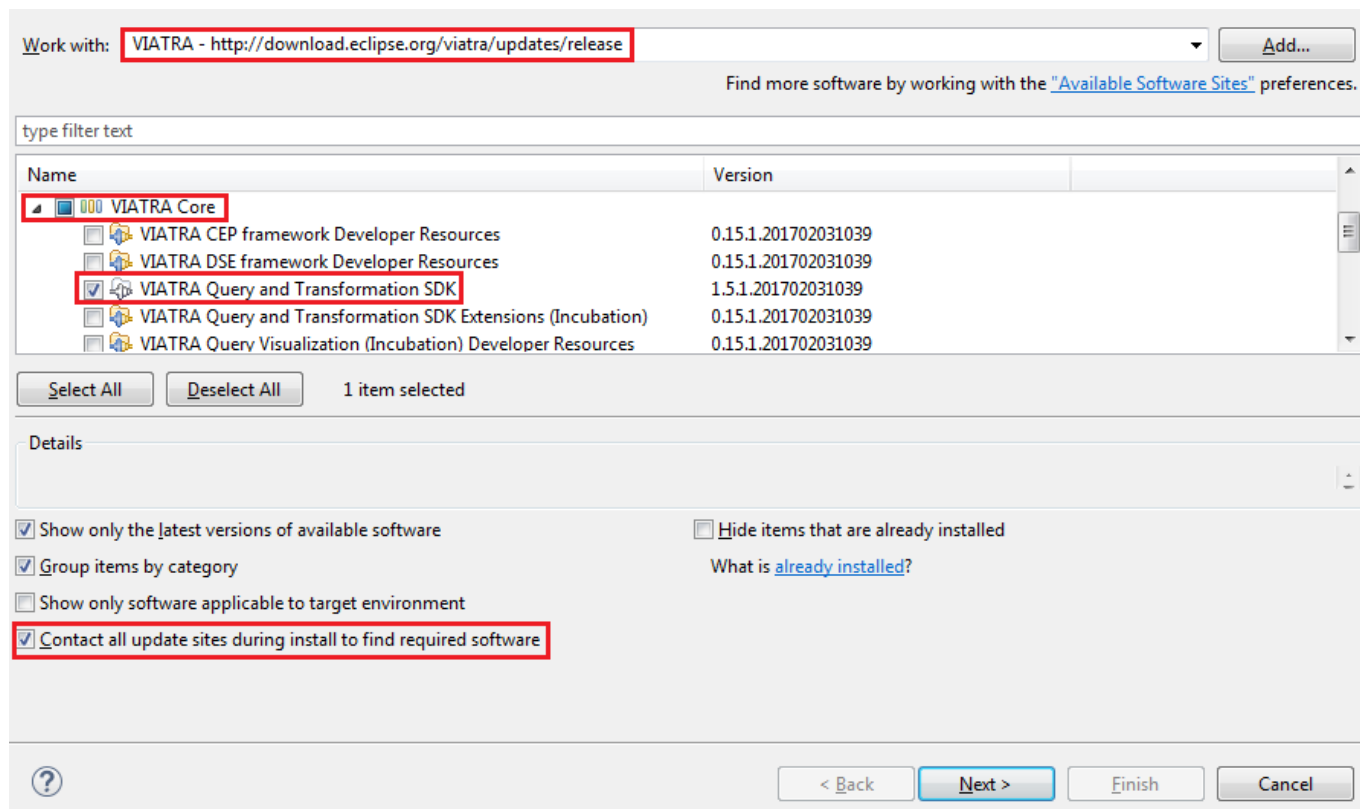 Work with: VIATRA - http://download.eclipse.org/viatra/updates/release Add...
Find more software by working with the "Available Software Sites" preferences.
type filter text
Name Version
VIATRA Core
VIATRA CEP framework Developer Resources 0.15.1.201702031039
VIATRA DSE framework Developer Resources 0.15.1.201702031039
VIATRA Query and Transformation SDK 1.5.1.201702031039
VIATRA Query and Transformation SDK Extensions (Incubation) 0.15.1.201702031039
VIATRA Query Visualization (Incubation) Developer Resources 0.15.1.201702031039
Select All Deselect All 1 item selected
Details
Show only the latest versions of available software Hide items that are already installed
Group items by category What is already installed?
Show only software applicable to target environment
Contact all update sites during install to find required software
? < Back Next > Finish Cancel